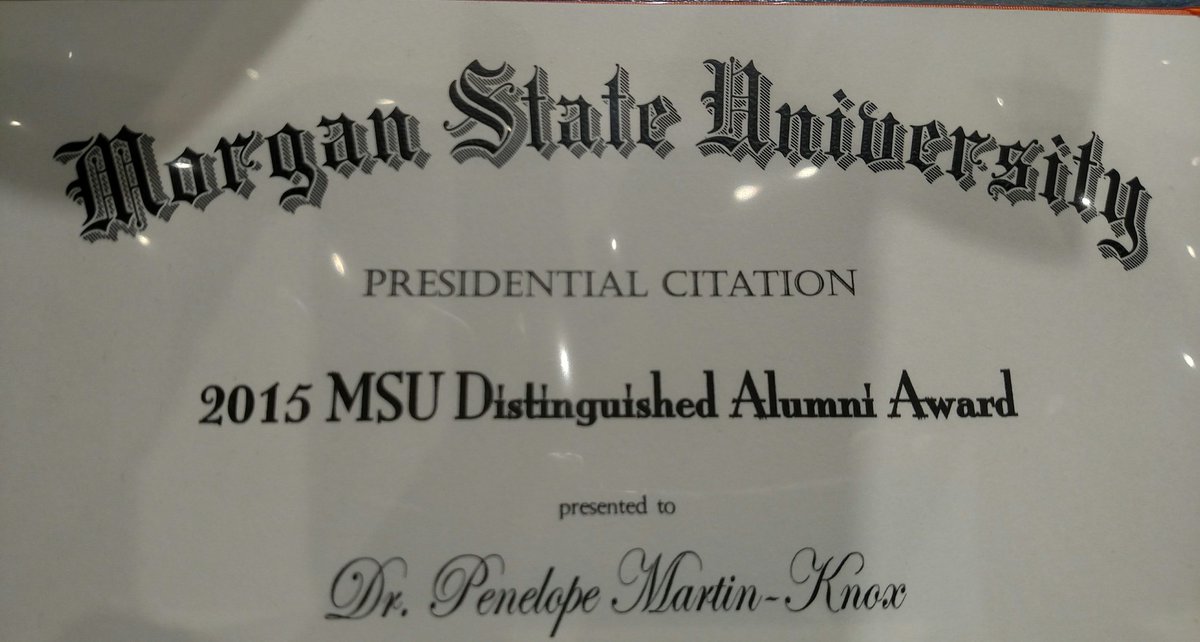 Morgan State University
PRESIDENTIAL CITATION
2015 MSU Distinguished Alumni Award
presented to
Dr. Penelope Martin-Knox